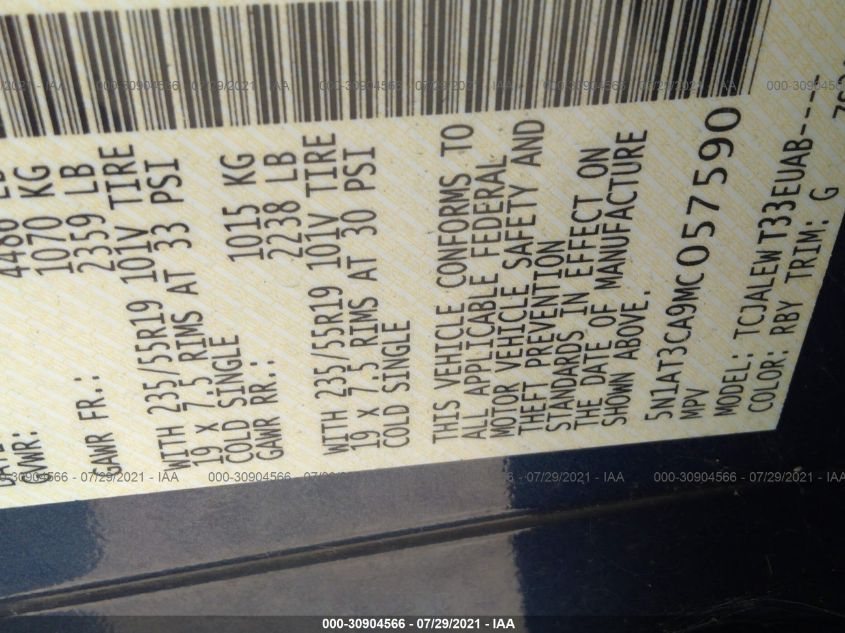 GVWR: 4480 LB
1070 KG
GAWR FR.: 2359 LB
WITH 235/55R19 101V TIRE
19 X 7.5 RIMS AT 33 PSI
COLD SINGLE 1015 KG
GAWR RR.: 2238 LB
WITH 235/55R19 101V TIRE
19 X 7.5 RIMS AT 30 PSI
COLD SINGLE
THIS VEHICLE CONFORMS TO
ALL APPLICABLE FEDERAL
MOTOR VEHICLE SAFETY AND
THEFT PREVENTION
STANDARDS IN EFFECT ON
THE DATE OF MANUFACTURE
SHOWN ABOVE.
5N1AT3CA9MC057590
MPV
MODEL: TCJALEWT33EUAB----
COLOR: RBY TRIM: G
000-30904566 - 07/29/2021 - IAA